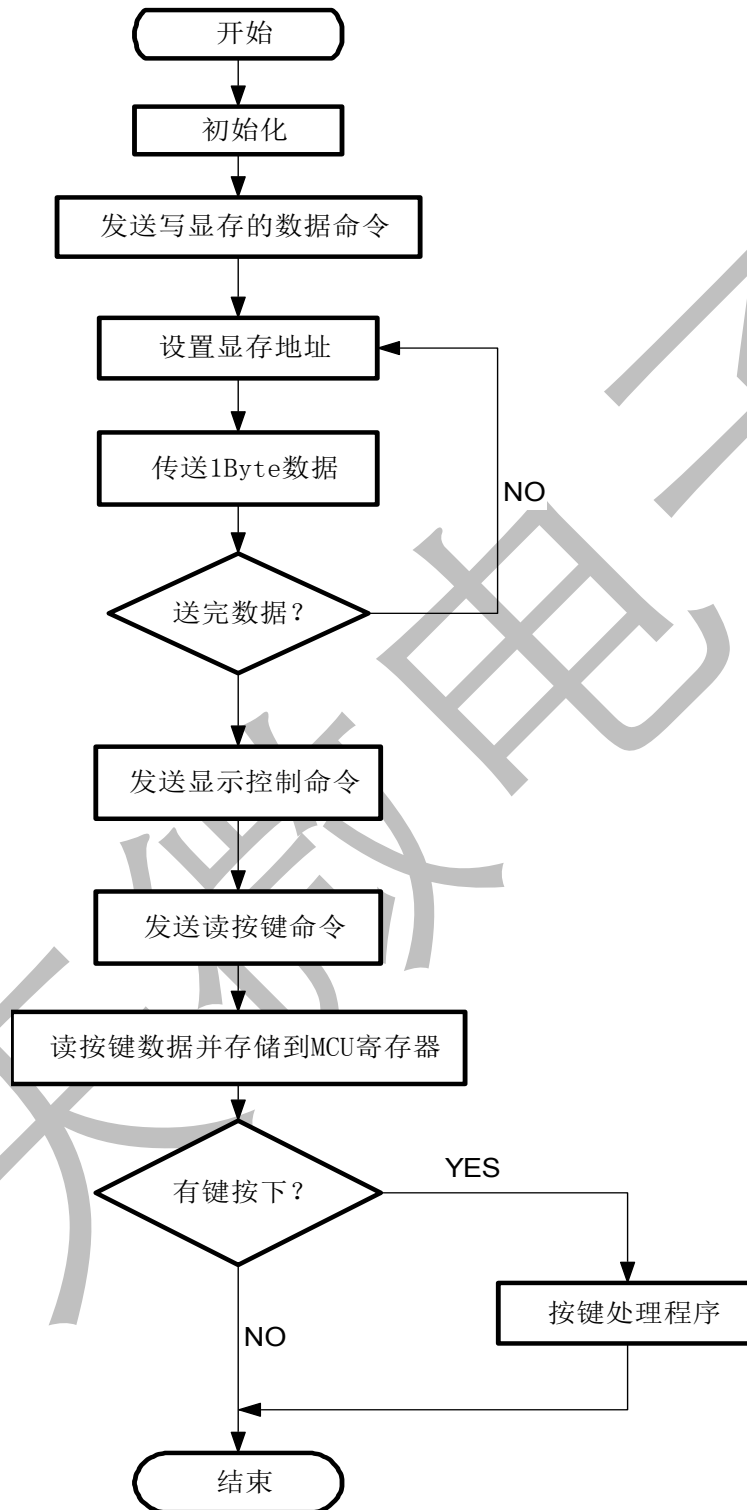 开始
初始化
发送写显存的数据命令
设置显存地址
传送1Byte数据
NO
送完数据？
发送显示控制命令
发送读按键命令
读按键数据并存储到MCU寄存器
有键按下？
YES
按键处理程序
NO
结束
天微电子